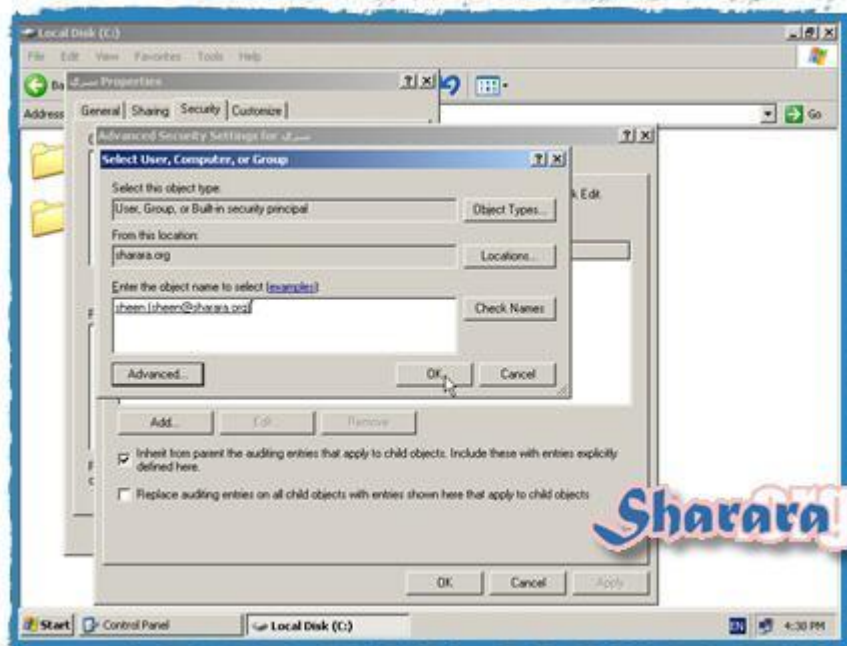 Local Disk (C:)
File Edit View Favorites Tools Help
سري Properties
Address
Go
General Sharing Security Customize
Advanced Security Settings for سري
Select User, Computer, or Group
Select this object type:
User, Group, or Built-in security principal
Object Types...
Edit
From this location:
sharara.org
Locations...
Enter the object name to select (examples):
sheen (sheen@sharara.org)
Check Names
Advanced...
OK
Cancel
Add...
Edit...
Remove
Inherit from parent the auditing entries that apply to child objects. Include these with entries explicitly
defined here.
Replace auditing entries on all child objects with entries shown here that apply to child objects
Sharara
org
OK
Cancel
Apply
Start
Control Panel
Local Disk (C:)
EN
4:30 PM